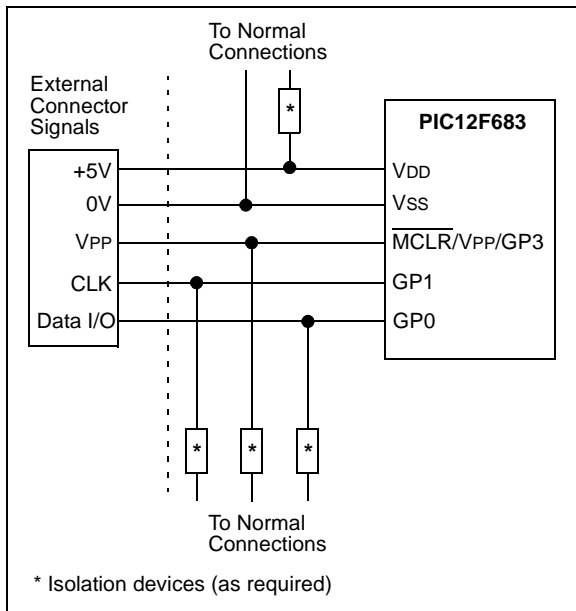 To Normal
Connections
External
Connector
Signals
*
PIC12F683
+5V
VDD
0V
VSS
VPP
MCLR/VPP/GP3
CLK
GP1
Data I/O
GP0
*
*
*
To Normal
Connections
* Isolation devices (as required)